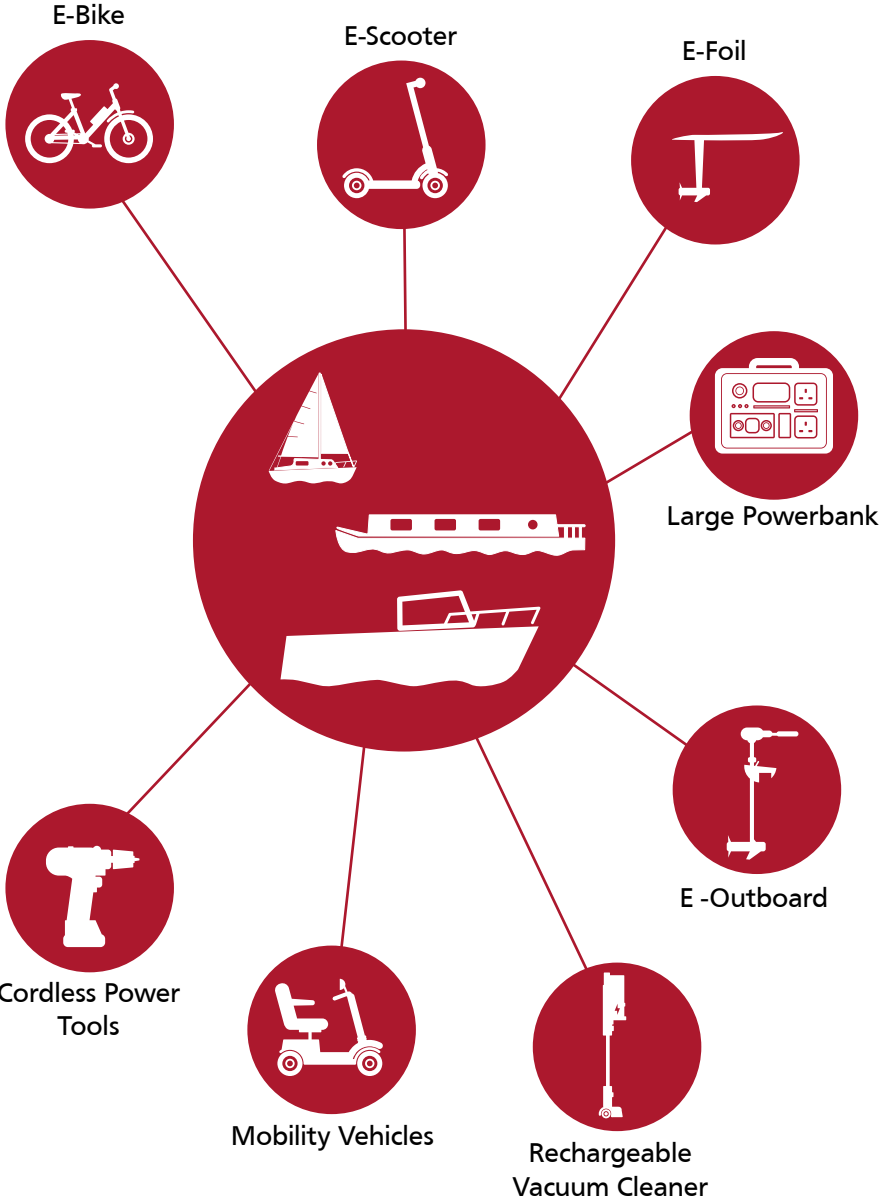 E-Bike
E-Scooter
E-Foil
Large Powerbank
E -Outboard
Cordless Power
Tools
Mobility Vehicles
Rechargeable
Vacuum Cleaner